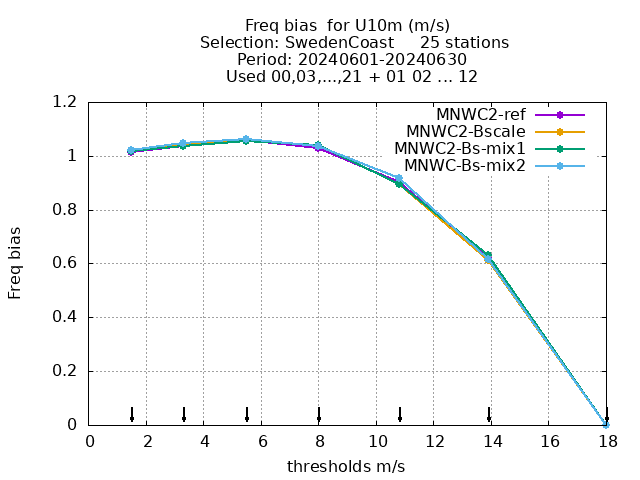 Freq bias  for U10m (m/s)
Selection: SwedenCoast     25 stations
Period: 20240601-20240630
Used 00,03,...,21 + 01 02 ... 12
MNWC2-ref
MNWC2-Bscale
MNWC2-Bs-mix1
MNWC-Bs-mix2
Freq bias
1.2
1
0.8
0.6
0.4
0.2
0
0 2 4 6 8 10 12 14 16 18
thresholds m/s